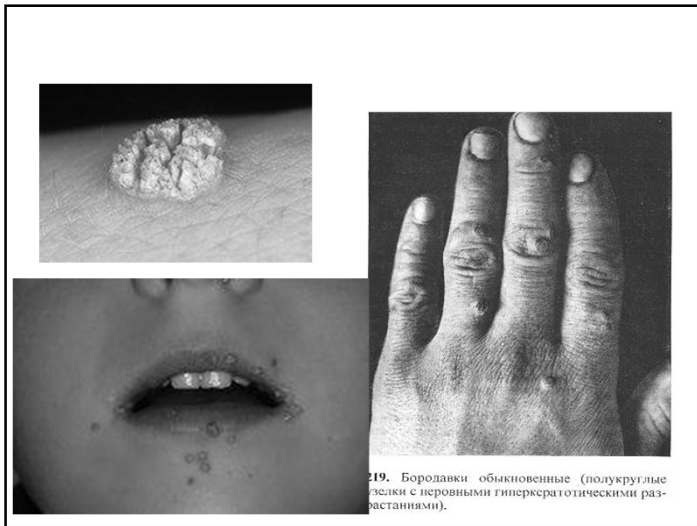 219. Бородавки обыкновенные (полукруглые
узелки с неровными гиперкератотическими раз-
растаниями).